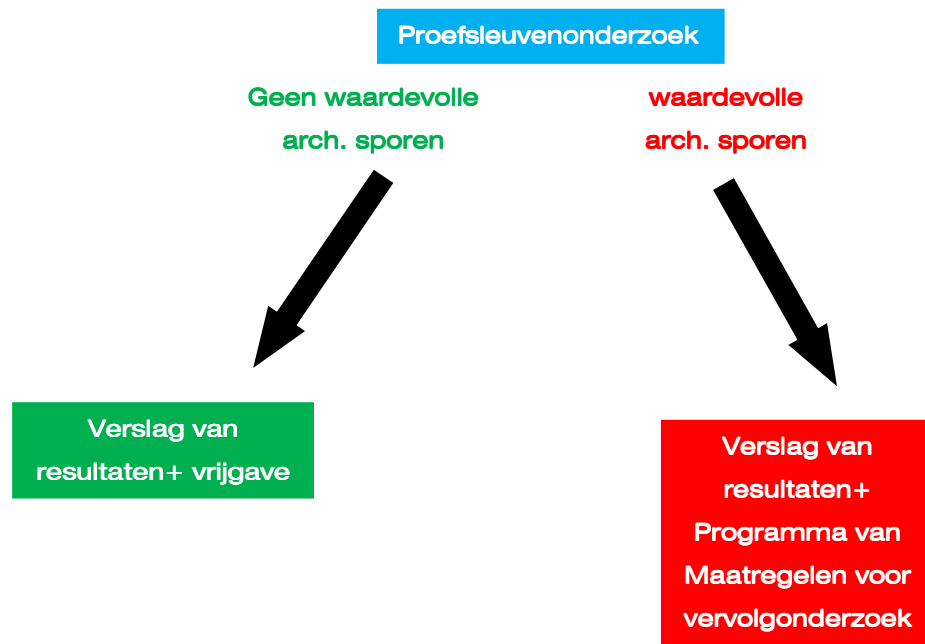 Proefsleuvenonderzoek
Geen waardevolle
arch. sporen
waardevolle
arch. sporen
Verslag van
resultaten+ vrijgave
Verslag van
resultaten+
Programma van
Maatregelen voor
vervolgonderzoek